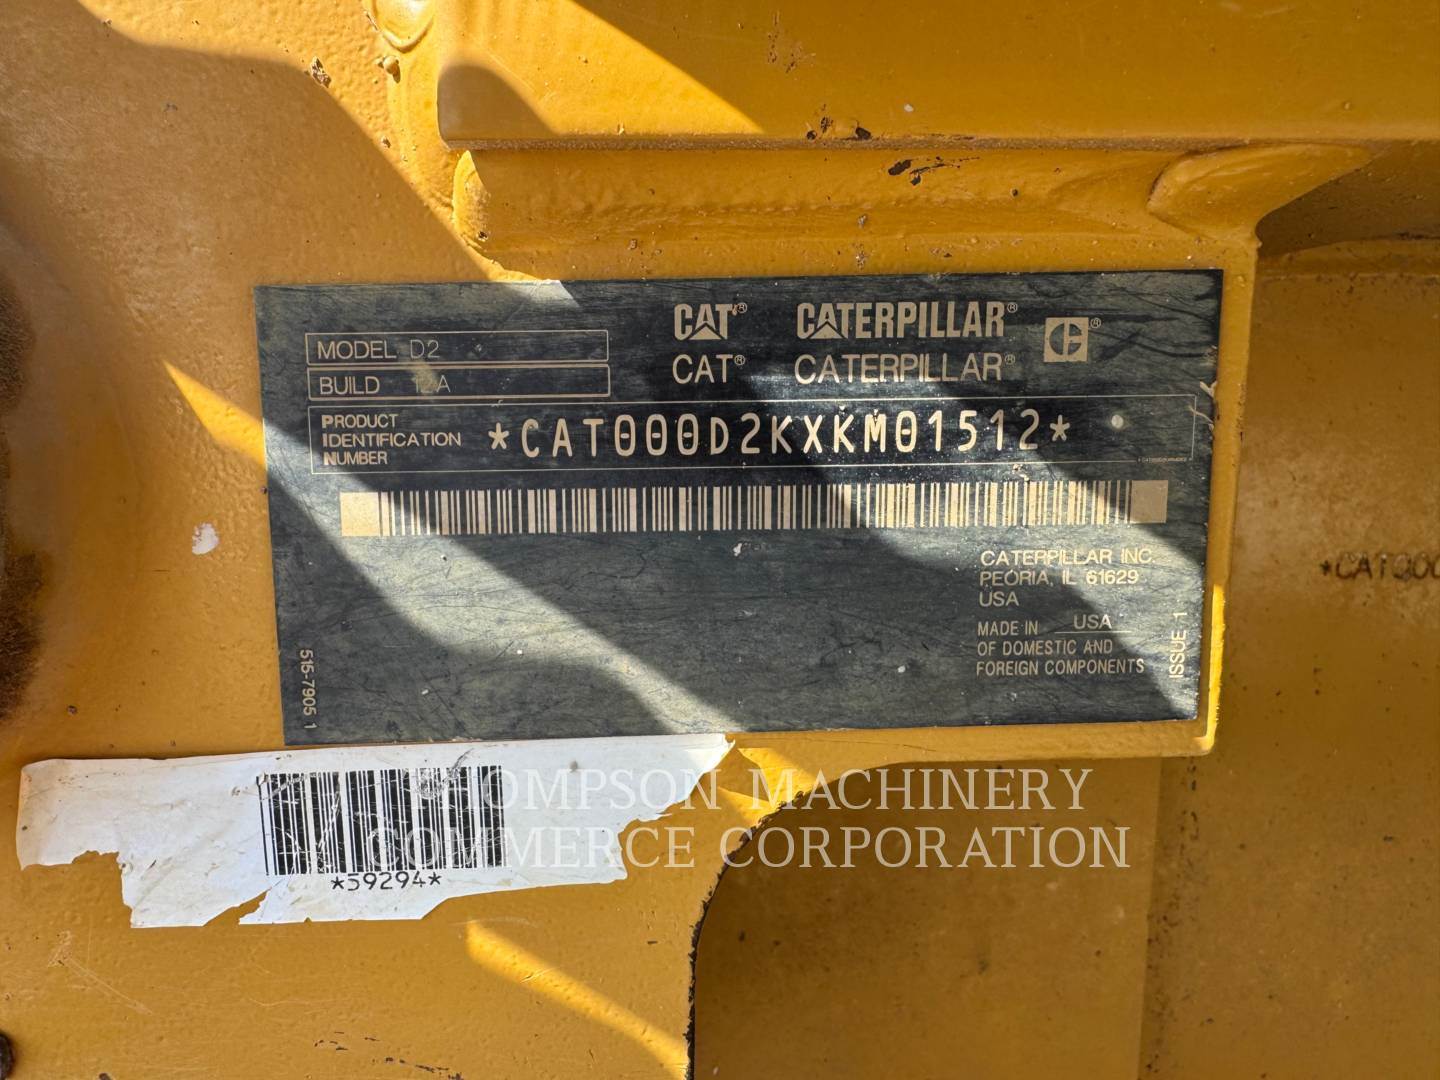 CAT® CATERPILLAR®
CAT® CATERPILLAR®
MODEL D2
BUILD 12A
PRODUCT
IDENTIFICATION
NUMBER
*CAT000D2KXKM01512*
CATERPILLAR INC.
PEORIA, IL 61629
USA
MADE IN USA
OF DOMESTIC AND
FOREIGN COMPONENTS
ISSUE 1
515-7905 1
*CAT000
*59294*
THOMPSON MACHINERY
COMMERCE CORPORATION